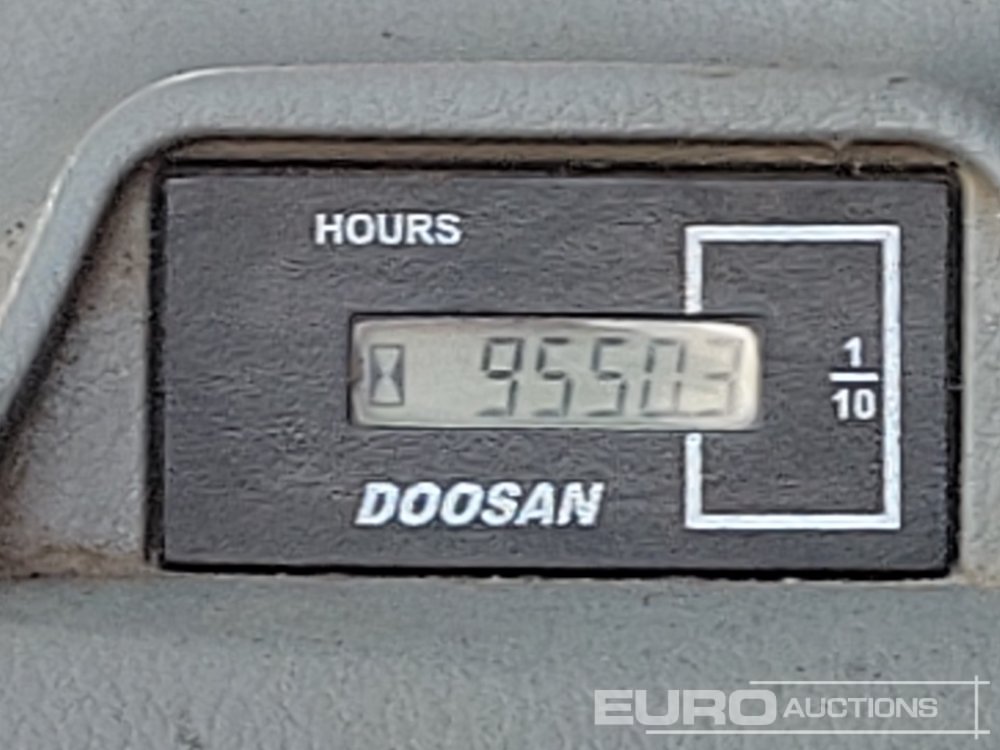 HOURS
95503
1
10
DOOSAN
EURO AUCTIONS